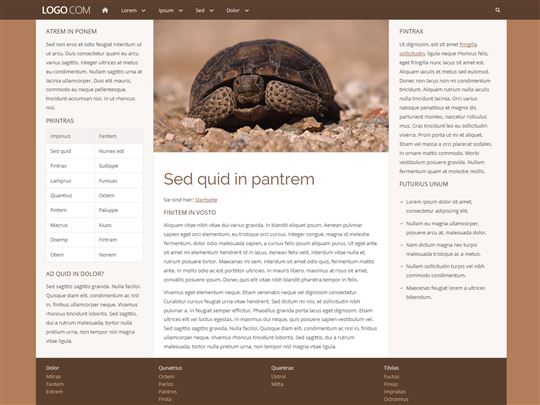 LOGO.COM
Lorem
Ipsum
Sed
Dolor
ATREM IN PONEM
Sed non eros et odio feugiat interdum ut
ut arcu. Duis consectetur quam eu arcu
varius sagittis. Integer ultrices at metus
eu condimentum. Nullam sagittis urna at
lacinia ullamcorper. Duis elit mauris,
commodo eu neque pellentesque,
tincidunt accumsan nisi. In ut rhoncus
nisl.
PRINTRAS
Impinus Fantem
Sed quid Numes est
Fintrax Sudippe
Lamprus Funiuas
Quantius Octem
Fintem Paluppe
Macrus Xiuos
Doemp Fintram
Otem Nonem
AD QUID IN DOLOR?
Sed sagittis sagittis gravida. Nulla facilisi.
Quisque diam elit, condimentum at nisi
in, finibus ullamcorper neque. Vivamus
rhoncus tincidunt lobortis. Sed sagittis,
dui a rutrum malesuada, tortor nulla
pretium urna, non tempor nisl magna
vitae ligula.
Sed quid in pantrem
Sie sind hier: Startseite
FINITEM IN VOSTO
Aliquam vitae nibh vitae dui varius gravida. In blandit aliquet ipsum. Aenean pulvinar
sapien eget orci elementum, eu tristique orci cursus. Integer congue, magna id molestie
fermentum, dolor odio malesuada sapien, a cursus felis ipsum aliquam purus. Ut eget ante
sit amet mi elementum hendrerit id in lacus. Aenean felis velit, interdum vitae nulla et,
rutrum posuere tortor. Maecenas mi sem, interdum sit amet odio quis, fermentum mattis
ante. In mollis odio ac est porttitor ultricies. In mauris libero, maximus at risus sit amet,
convallis posuere ipsum. Donec quis elit vitae nibh blandit pharetra tempor in felis.
Vivamus eget elementum neque. Etiam venenatis neque vel dignissim consectetur.
Curabitur cursus feugiat urna vitae hendrerit. Sed dictum mi nisi, et sollicitudin nibh
pulvinar a. In feugiat semper efficitur. Phasellus gravida porta lacus eget dignissim. Etiam
ultrices elit vel luctus egestas. In maximus dui neque, quis posuere sapien vestibulum vel.
Sed sagittis sagittis gravida. Nulla facilisi. Quisque diam elit, condimentum at nisi in, finibus
ullamcorper neque. Vivamus rhoncus tincidunt lobortis. Sed sagittis, dui a rutrum malesuada,
tortor nulla pretium urna, non tempor nisl magna vitae ligula.
FINTRAX
Ut dignissim, est sit amet fringilla
sollicitudin, ligula neque rhoncus felis,
eget fringilla nunc lacus sit amet est.
Aliquam iaculis et metus sed euismod.
Donec non lacus non mi condimentum
tincidunt. Aliquam rutrum nulla iaculis
nulla tincidunt lacinia. Orci varius
natoque penatibus et magnis dis
parturient montes, nascetur ridiculus
mus. Cras tincidunt leo eu sollicitudin
viverra. Proin porta ut mi et aliquet.
Etiam vel massa a orci placerat sodales,
in ornare mattis commodo. Morbi
vestibulum posuere gravida. Nullam
fermentum quam at molestie mollis.
FUTURIUS UNUM
Lorem ipsum dolor sit amet,
consectetur adipiscing elit.
Nullam eu magna ullamcorper,
posuere arcu at, malesuada dolor.
Nam dictum magna nec turpis
malesuada tristique ac a metus.
Nullam sollicitudin turpis vel nibh
commodo condimentum.
Maecenas feugiat lorem a ultrices
bibendum.
Dolor
Mitras
Fantem
Extrem
Qunatrius
Octem
Parlos
Pantres
Finita
Quantrax
Uxtrol
Mitta
Tibilas
Fuctos
Pinias
Impallas
Ostramicus